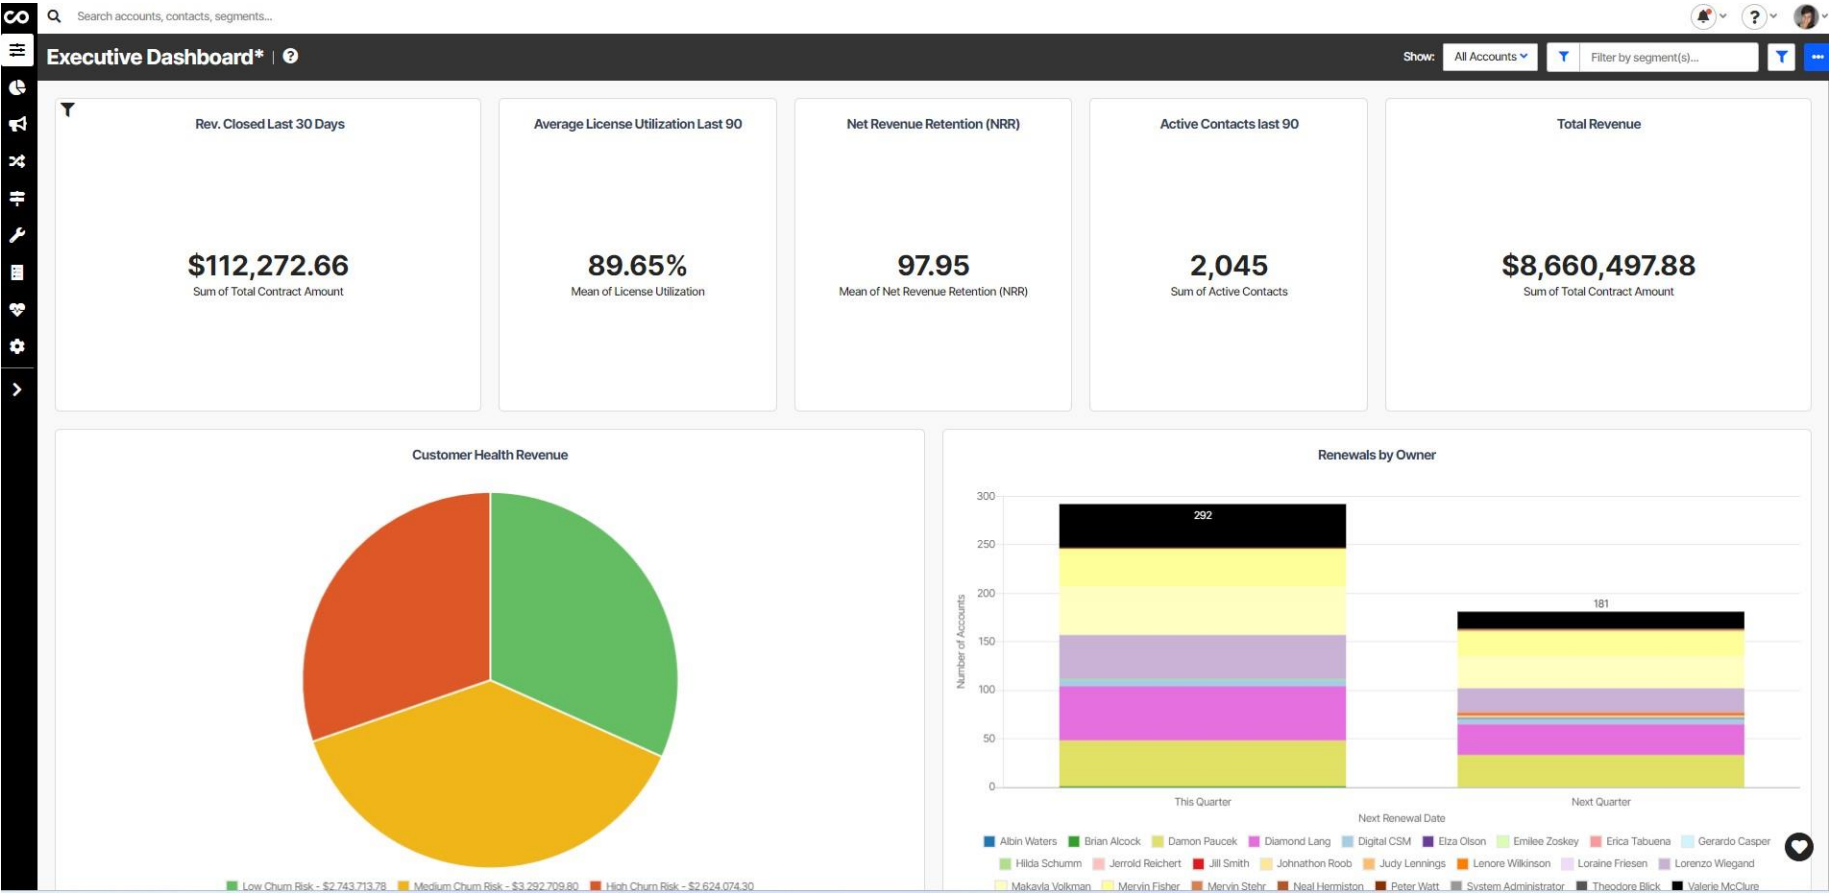 Search accounts, contacts, segments...
?
Executive Dashboard* | ?
Show: All Accounts Filter by segment(s)...
Rev. Closed Last 30 Days
$112,272.66
Sum of Total Contract Amount
Average License Utilization Last 90
89.65%
Mean of License Utilization
Net Revenue Retention (NRR)
97.95
Mean of Net Revenue Retention (NRR)
Active Contacts last 90
2,045
Sum of Active Contacts
Total Revenue
$8,660,497.88
Sum of Total Contract Amount
Customer Health Revenue
Low Churn Risk - $2,743,713.78 Medium Churn Risk - $3,292,709.80 High Churn Risk - $2,624,074.30
Renewals by Owner
300
250
200
150
100
50
0
Number of Accounts
292
181
This Quarter Next Quarter
Next Renewal Date
Albin Waters Brian Alcock Damon Paucek Diamond Lang Digital CSM Elza Olson Emilee Zoskey Erica Tabuena Gerardo Casper
Hilda Schumm Jerrold Reichert Jill Smith Johnathon Roob Judy Lennings Lenore Wilkinson Loraine Friesen Lorenzo Wiegand
Makayla Volkman Mervin Fisher Mervin Stehr Neal Hermiston Peter Watt System Administrator Theodore Blick Valerie McClure